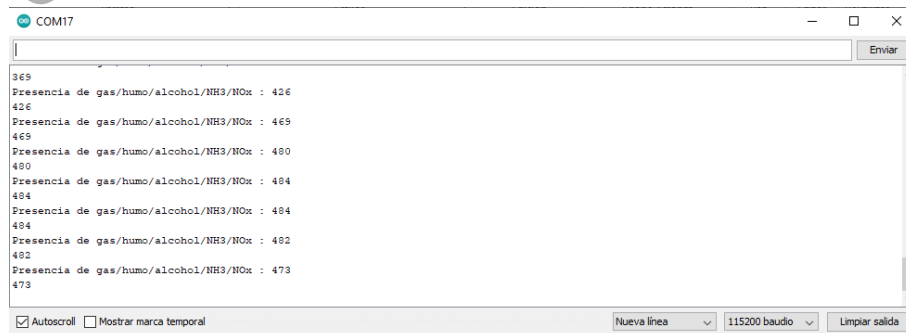 COM17
Enviar
369
Presencia de gas/humo/alcohol/NH3/NOx : 426
426
Presencia de gas/humo/alcohol/NH3/NOx : 469
469
Presencia de gas/humo/alcohol/NH3/NOx : 480
480
Presencia de gas/humo/alcohol/NH3/NOx : 484
484
Presencia de gas/humo/alcohol/NH3/NOx : 484
484
Presencia de gas/humo/alcohol/NH3/NOx : 482
482
Presencia de gas/humo/alcohol/NH3/NOx : 473
473
Autoscroll Mostrar marca temporal Nueva línea 115200 baudio Limpiar salida